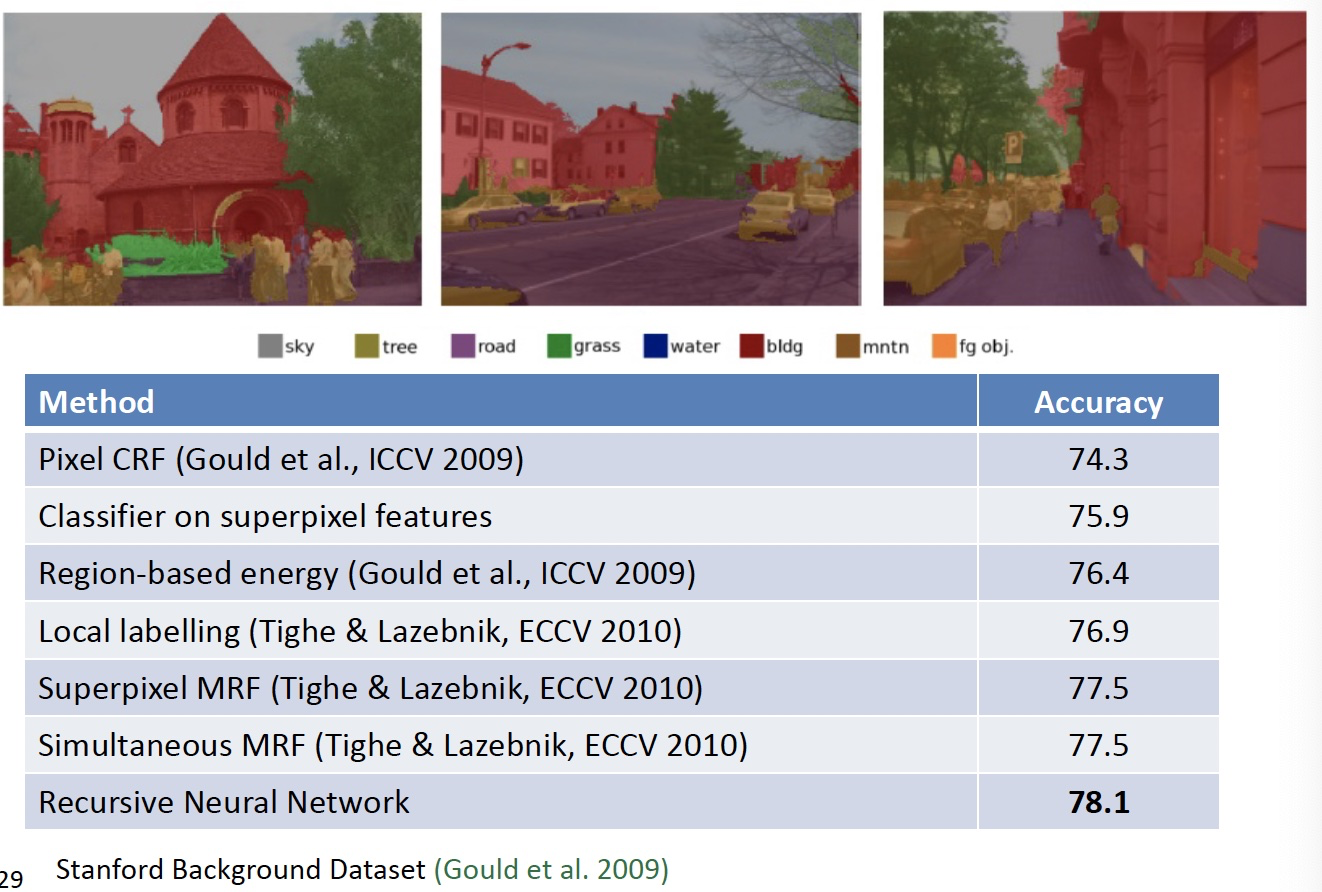 P
sky tree road grass water bldg mntn fg obj.
Method Accuracy
Pixel CRF (Gould et al., ICCV 2009) 74.3
Classifier on superpixel features 75.9
Region-based energy (Gould et al., ICCV 2009) 76.4
Local labelling (Tighe & Lazebnik, ECCV 2010) 76.9
Superpixel MRF (Tighe & Lazebnik, ECCV 2010) 77.5
Simultaneous MRF (Tighe & Lazebnik, ECCV 2010) 77.5
Recursive Neural Network 78.1
29 Stanford Background Dataset (Gould et al. 2009)